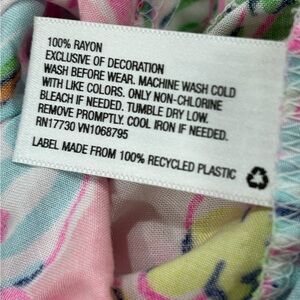 100% RAYON
EXCLUSIVE OF DECORATION
WASH BEFORE WEAR. MACHINE WASH COLD
WITH LIKE COLORS. ONLY NON-CHLORINE
BLEACH IF NEEDED. TUMBLE DRY LOW.
REMOVE PROMPTLY. COOL IRON IF NEEDED.
RN17730 VN1068795
LABEL MADE FROM 100% RECYCLED PLASTIC